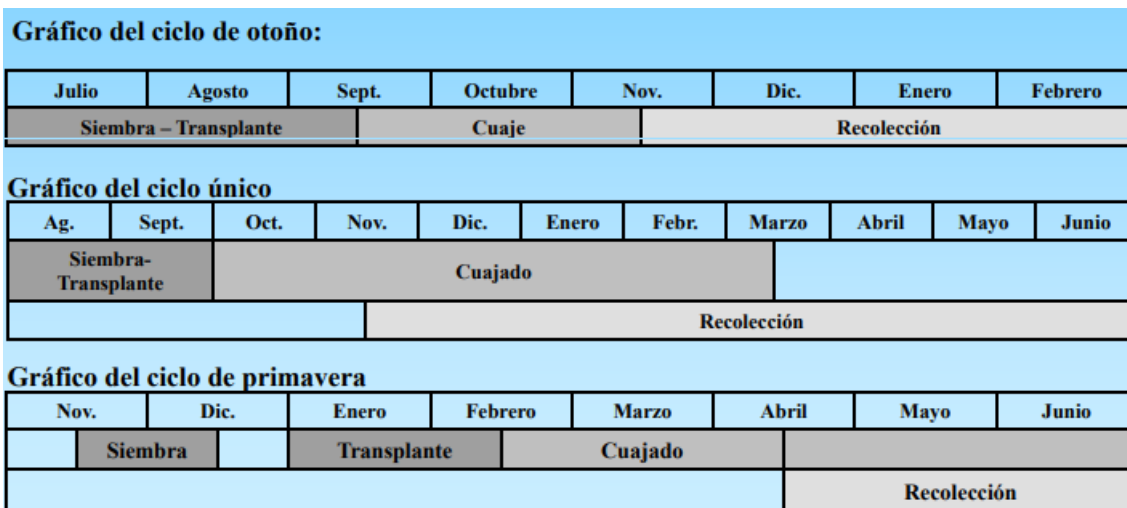 Gráfico del ciclo de otoño:
Julio Agosto Sept. Octubre Nov. Dic. Enero Febrero
Siembra – Transplante Cuaje Recolección
Gráfico del ciclo único
Ag. Sept. Oct. Nov. Dic. Enero Febr. Marzo Abril Mayo Junio
Siembra-
Transplante
Cuajado
Recolección
Gráfico del ciclo de primavera
Nov. Dic. Enero Febrero Marzo Abril Mayo Junio
Siembra Transplante Cuajado
Recolección